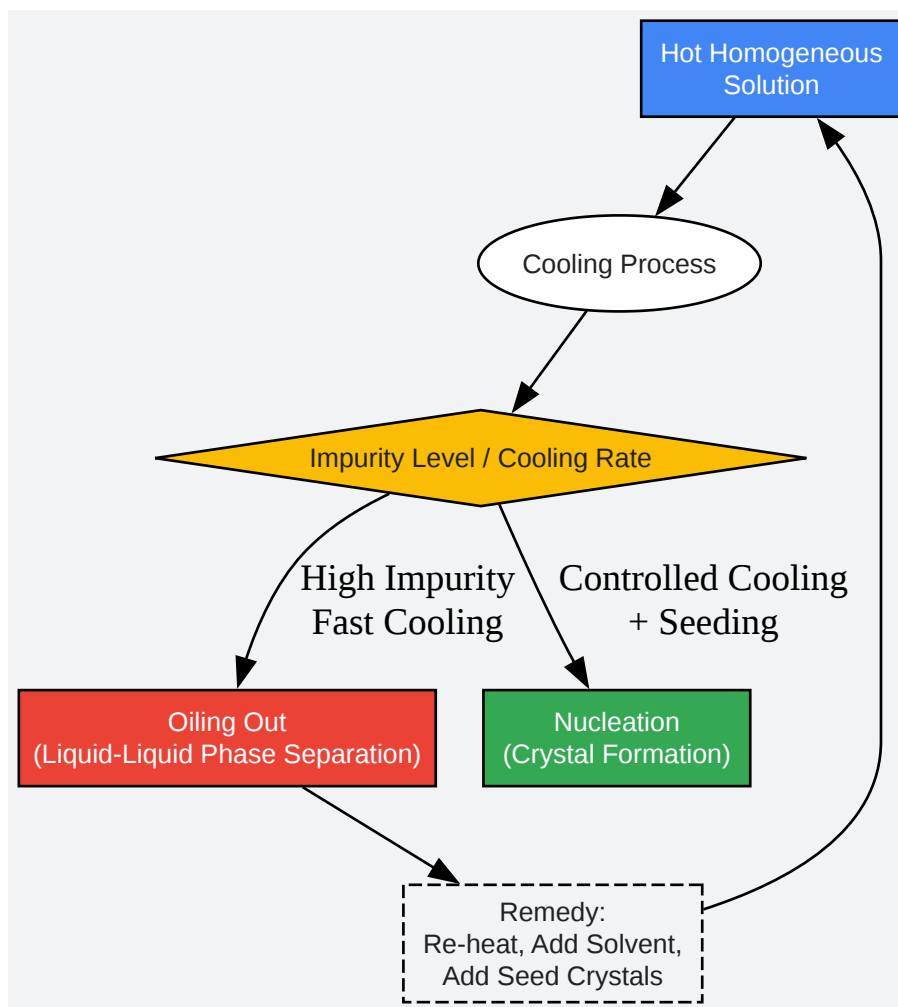 Hot Homogeneous
Solution
Cooling Process
Impurity Level / Cooling Rate
High Impurity
Fast Cooling
Controlled Cooling
+ Seeding
Oiling Out
(Liquid-Liquid Phase Separation)
Nucleation
(Crystal Formation)
Remedy:
Re-heat, Add Solvent,
Add Seed Crystals